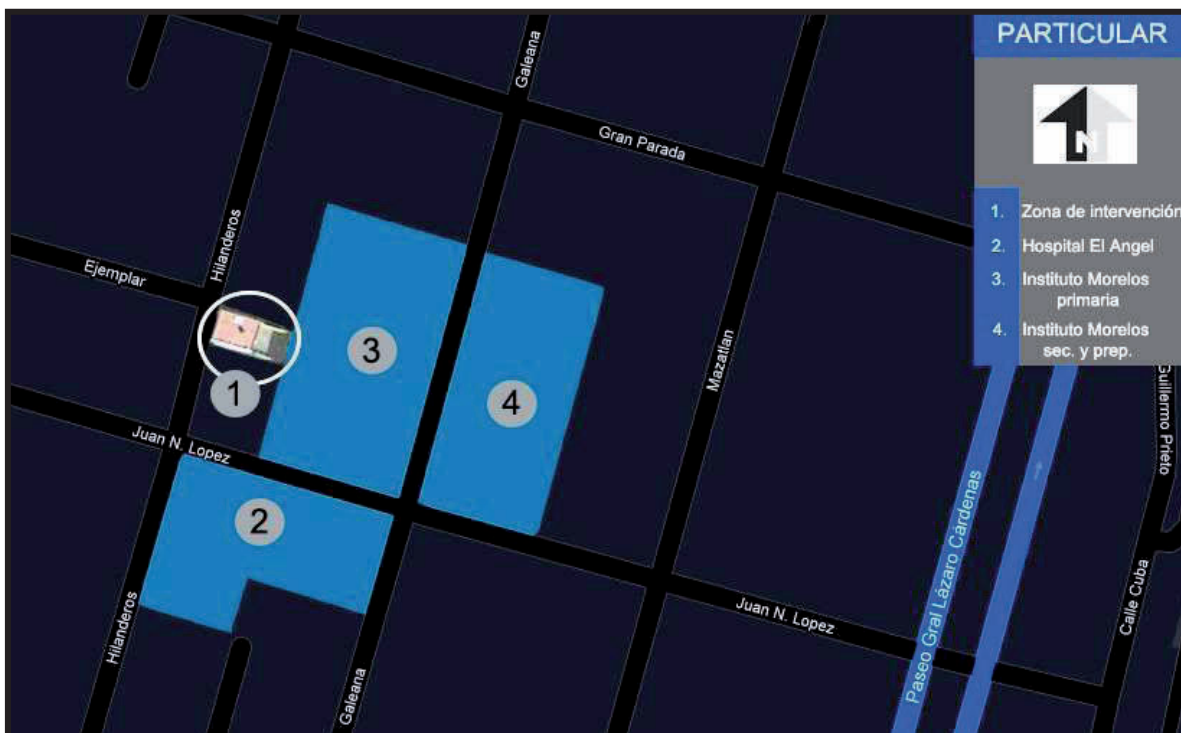 PARTICULAR
N
1. Zona de intervención
2. Hospital El Angel
3. Instituto Morelos
primaria
4. Instituto Morelos
sec. y prep.
Galeana
Gran Parada
Hilanderos
Ejemplar
Mazatlan
Guillermo Prieto
1
3
4
Juan N. Lopez
2
Paseo Gral Lázaro Cárdenas
Calle Cuba
Juan N. Lopez
Hilanderos
Galeana